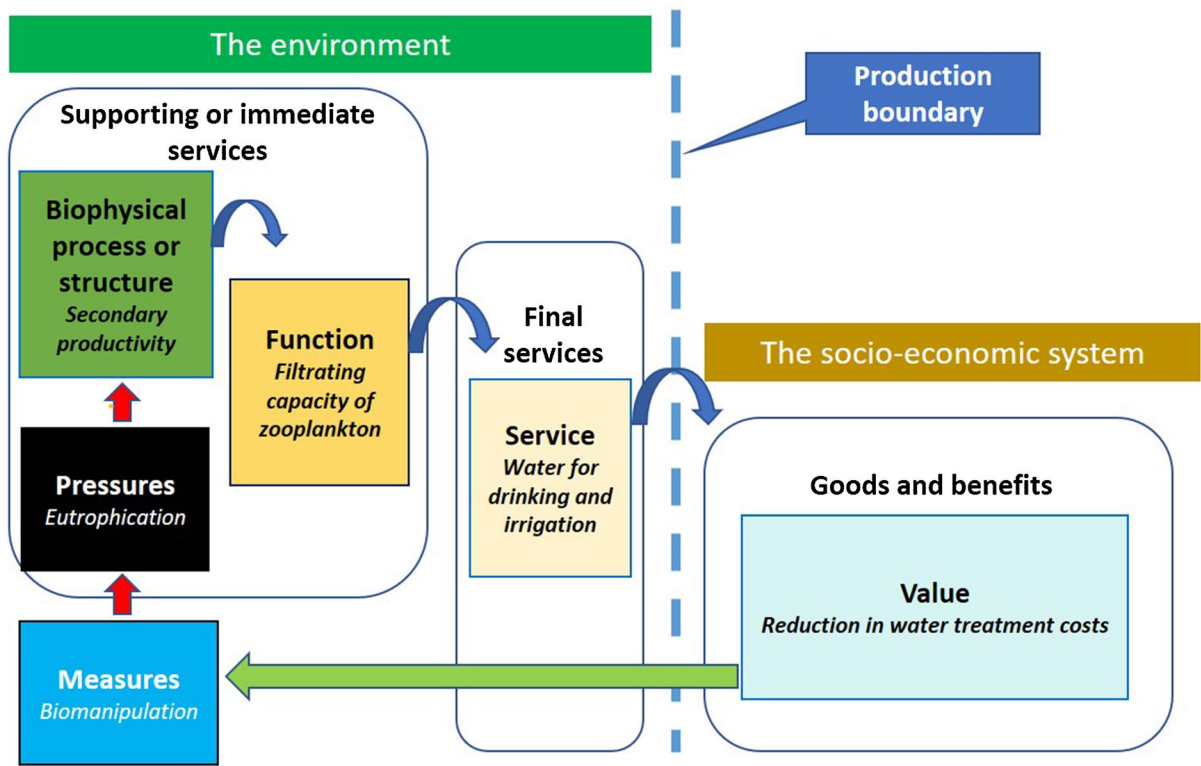 The environment
Production
boundary
Supporting or immediate
services
Biophysical
process or
structure
Secondary
productivity
Function
Filtrating
capacity of
zooplankton
Pressures
Eutrophication
Measures
Biomanipulation
Final
services
Service
Water for
drinking and
irrigation
The socio-economic system
Goods and benefits
Value
Reduction in water treatment costs